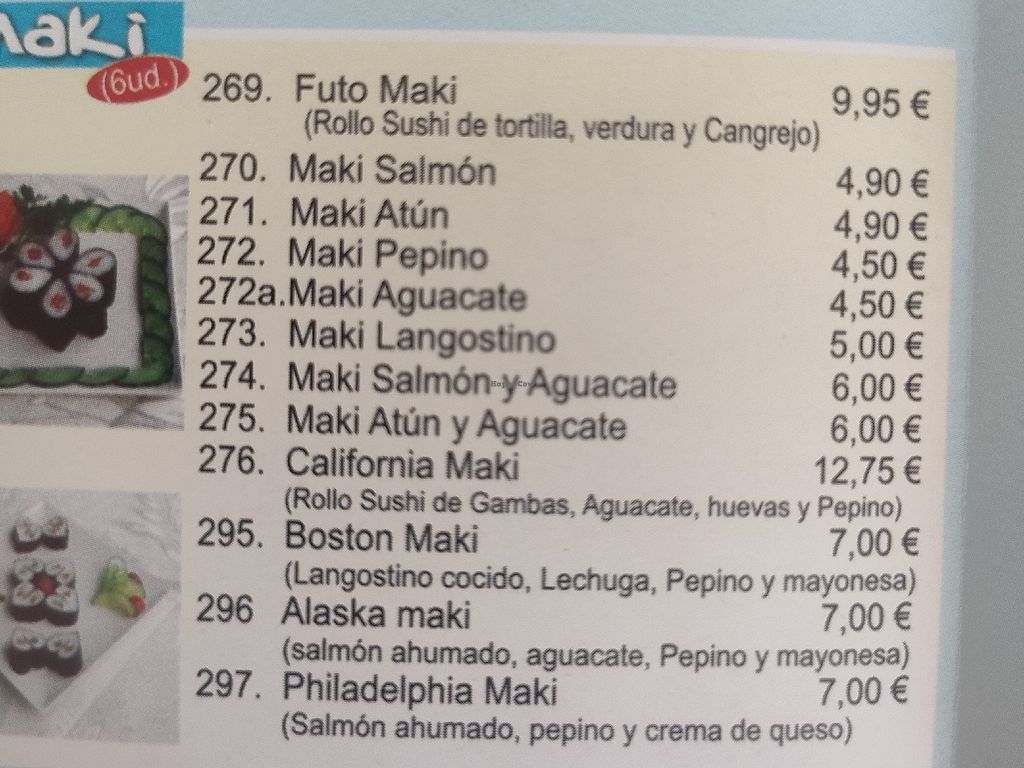 Maki
(6ud.)
269. Futo Maki 9,95 €
(Rollo Sushi de tortilla, verdura y Cangrejo)
270. Maki Salmón 4,90 €
271. Maki Atún 4,90 €
272. Maki Pepino 4,50 €
272a. Maki Aguacate 4,50 €
273. Maki Langostino 5,00 €
274. Maki Salmón y Aguacate 6,00 €
275. Maki Atún y Aguacate 6,00 €
276. California Maki 12,75 €
(Rollo Sushi de Gambas, Aguacate, huevas y Pepino)
295. Boston Maki 7,00 €
(Langostino cocido, Lechuga, Pepino y mayonesa)
296 Alaska maki 7,00 €
(salmón ahumado, aguacate, Pepino y mayonesa)
297. Philadelphia Maki 7,00 €
(Salmón ahumado, pepino y crema de queso)